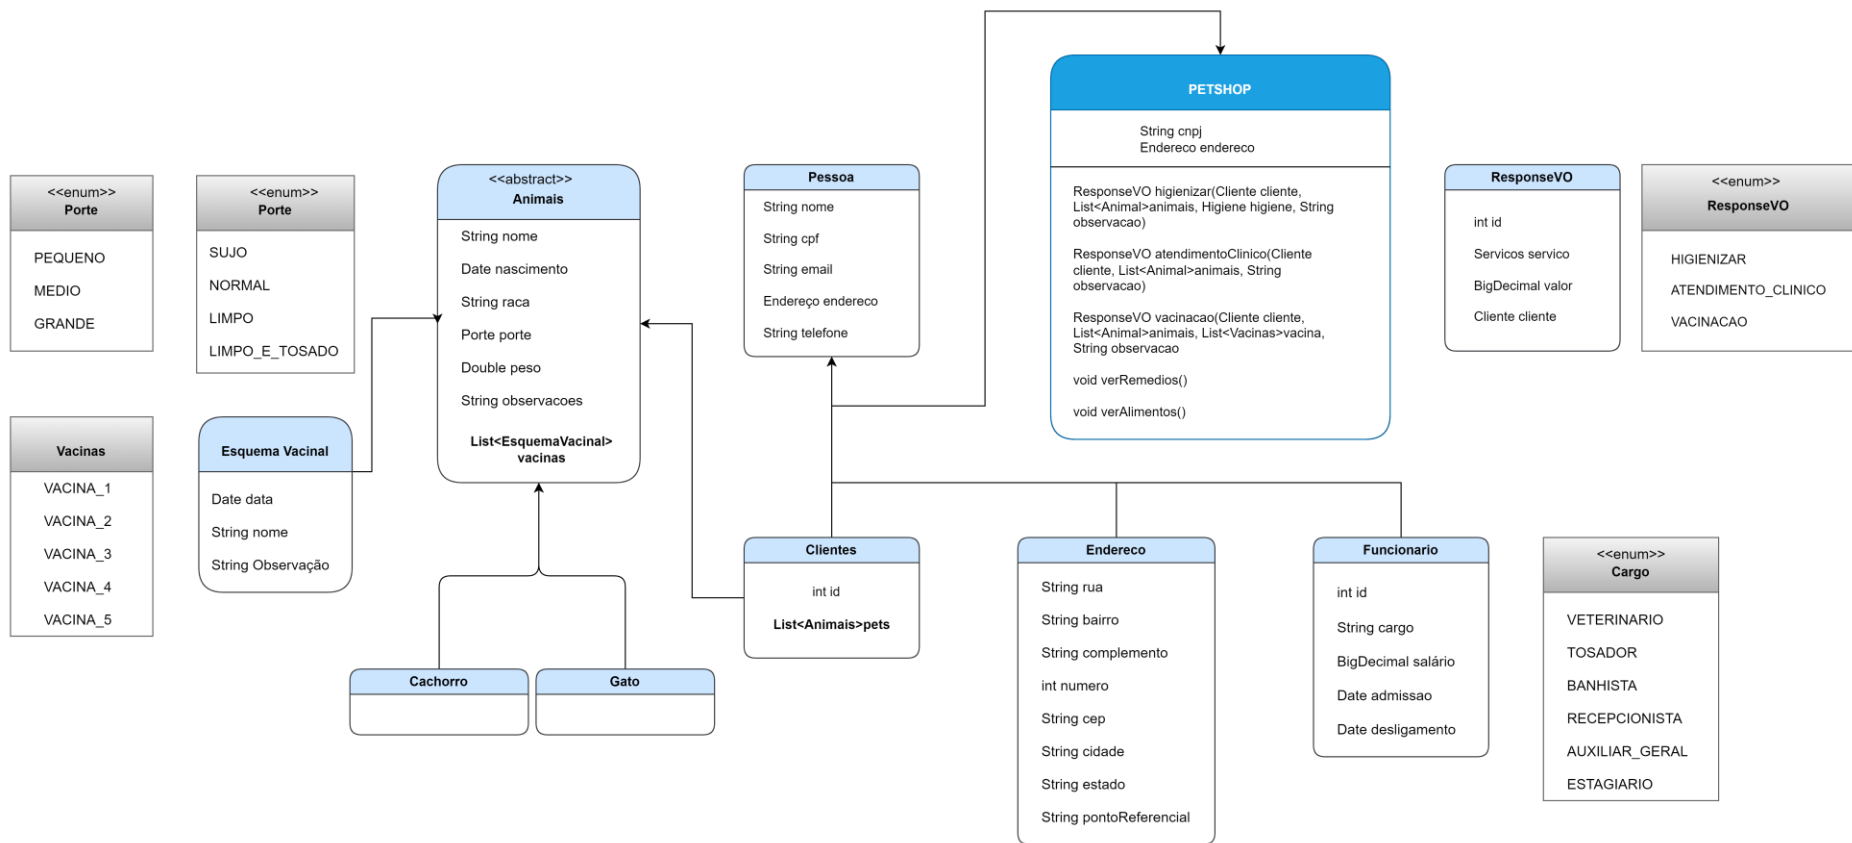 PETSHOP
String cnpj
Endereco endereco
ResponseVO higienizar(Cliente cliente,
List<Animal>animais, Higiene higiene, String
observacao)
ResponseVO atendimentoClinico(Cliente
cliente, List<Animal>animais, String
observacao)
ResponseVO vacinacao(Cliente cliente,
List<Animal>animais, List<Vacinas>vacina,
String observacao
void verRemedios()
void verAlimentos()
<<enum>>
Porte
PEQUENO
MEDIO
GRANDE
<<enum>>
Porte
SUJO
NORMAL
LIMPO
LIMPO_E_TOSADO
<<abstract>>
Animais
String nome
Date nascimento
String raca
Porte porte
Double peso
String observacoes
List<EsquemaVacinal>
vacinas
Pessoa
String nome
String cpf
String email
Endereço endereco
String telefone
ResponseVO
int id
Servicos servico
BigDecimal valor
Cliente cliente
<<enum>>
ResponseVO
HIGIENIZAR
ATENDIMENTO_CLINICO
VACINACAO
Vacinas
VACINA_1
VACINA_2
VACINA_3
VACINA_4
VACINA_5
Esquema Vacinal
Date data
String nome
String Observação
Cachorro
Gato
Clientes
int id
List<Animais>pets
Endereco
String rua
String bairro
String complemento
int numero
String cep
String cidade
String estado
String pontoReferencial
Funcionario
int id
String cargo
BigDecimal salário
Date admissao
Date desligamento
<<enum>>
Cargo
VETERINARIO
TOSADOR
BANHISTA
RECEPCIONISTA
AUXILIAR_GERAL
ESTAGIARIO